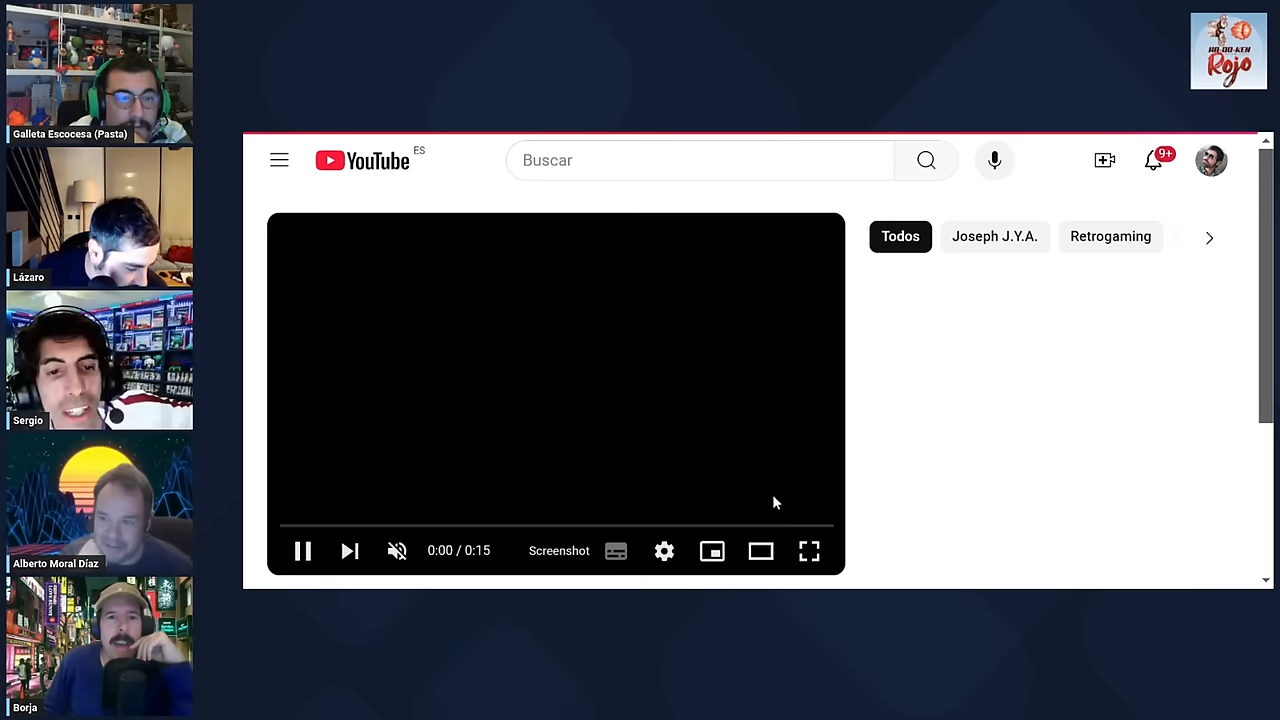 Galleta Escocesa (Pasta)
Lázaro
Sergio
Alberto Moral Díaz
Borja
HA-DO-KEN
Rojo
YouTube ES
Buscar
9+
Todos
Joseph J.Y.A.
Retrogaming
0:00 / 0:15
Screenshot